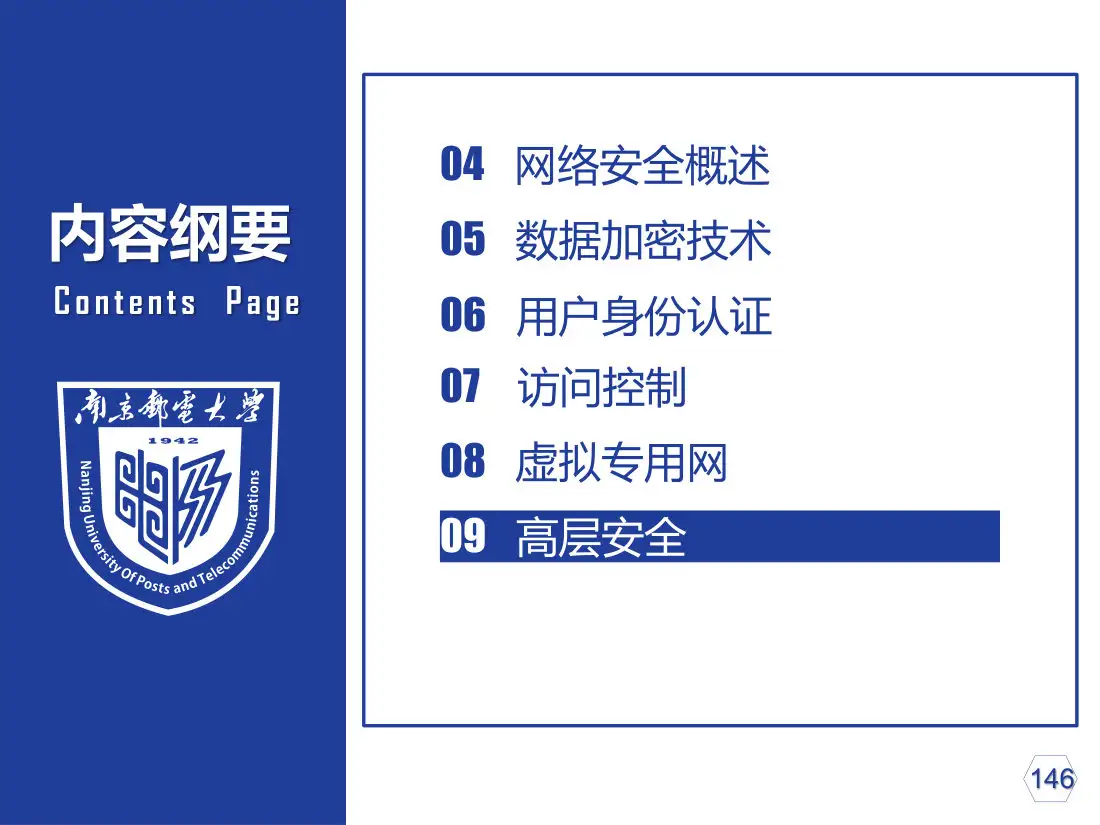 内容纲要
Contents Page
南京郵電大學
1942
Nanjing University Of Posts and Telecommunications
04 网络安全概述
05 数据加密技术
06 用户身份认证
07 访问控制
08 虚拟专用网
09 高层安全
146